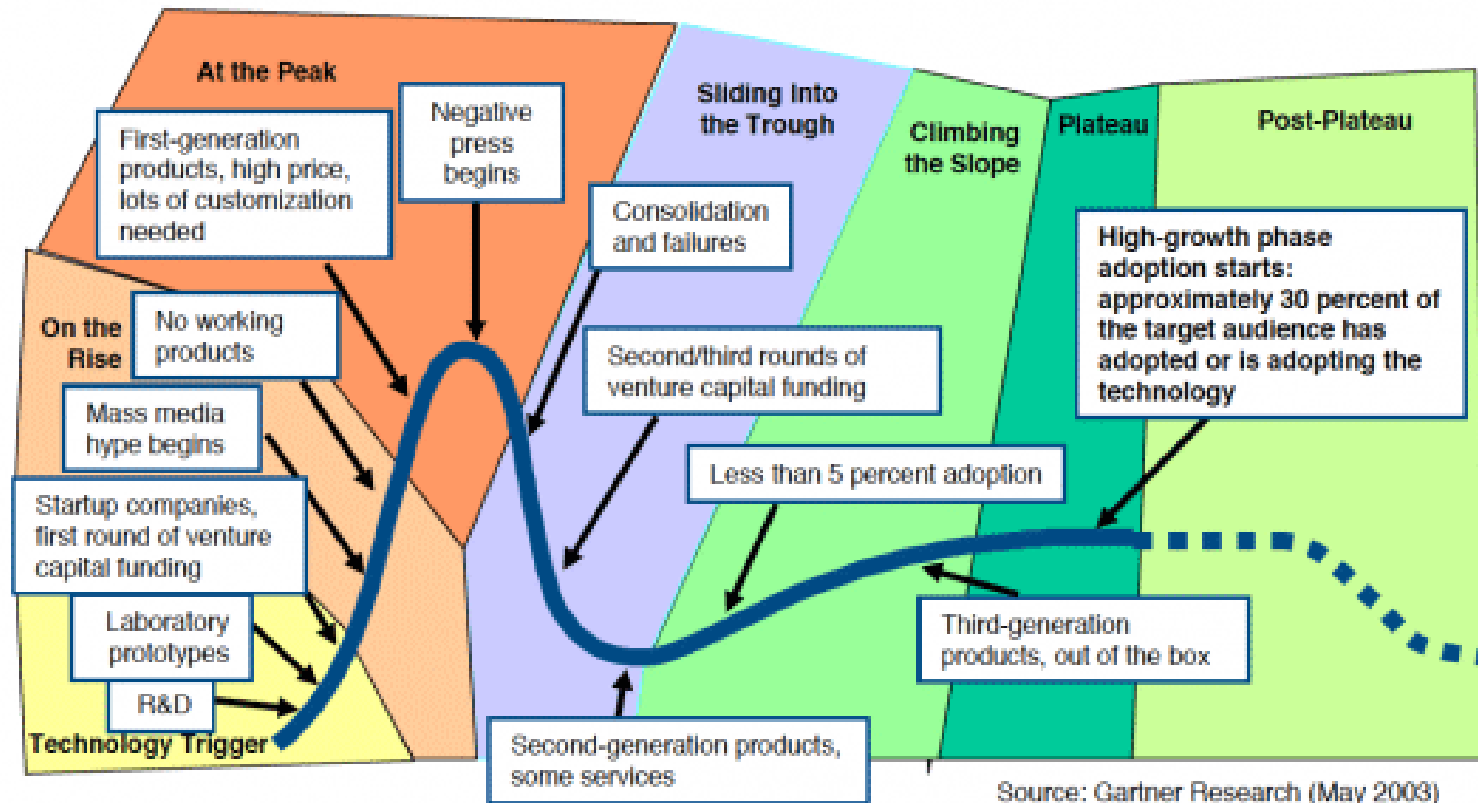 At the Peak
First-generation
products, high price,
lots of customization
needed
Negative
press
begins
Sliding into
the Trough
Climbing
the Slope
Plateau
Post-Plateau
Consolidation
and failures
High-growth phase
adoption starts:
approximately 30 percent of
the target audience has
adopted or is adopting the
technology
On the
Rise
No working
products
Second/third rounds of
venture capital funding
Mass media
hype begins
Less than 5 percent adoption
Startup companies,
first round of venture
capital funding
Laboratory
prototypes
Third-generation
products, out of the box
R&D
Technology Trigger
Second-generation products,
some services
Source: Gartner Research (May 2003)